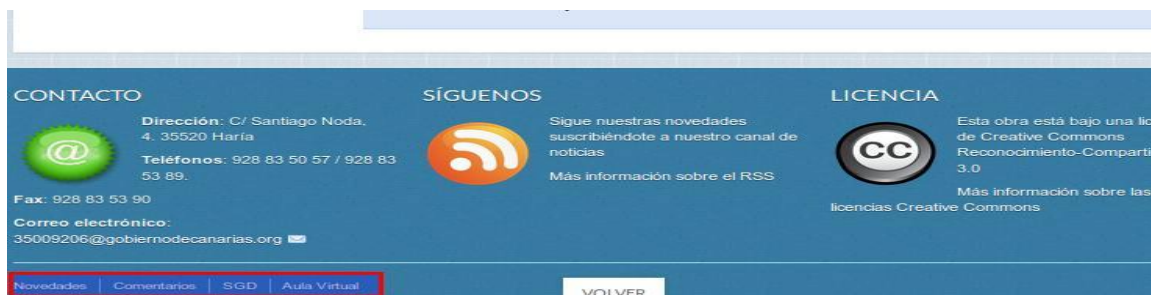 CONTACTO
Dirección: C/ Santiago Noda,
4. 35520 Haría
Teléfonos: 928 83 50 57 / 928 83
53 89.
Fax: 928 83 53 90
Correo electrónico:
35009206@gobiernodecanarias.org
SÍGUENOS
Sigue nuestras novedades
suscribiéndote a nuestro canal de
noticias
Más información sobre el RSS
LICENCIA
CC
Esta obra está bajo una lic
de Creative Commons
Reconocimiento-Comparti
3.0
Más información sobre las
licencias Creative Commons
Novedades | Comentarios | SGD | Aula Virtual
VOLVER